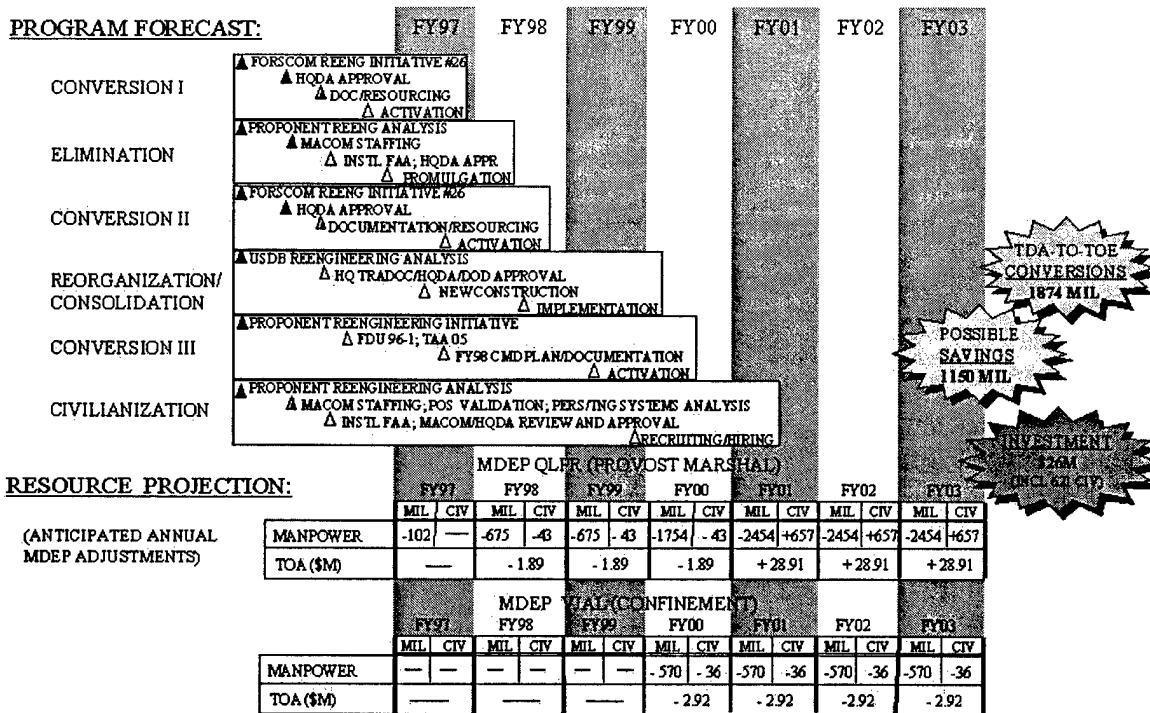 PROGRAM FORECAST:
FY97 FY98 FY99 FY00 FY01 FY02 FY03
CONVERSION I
FORSCOM REENG INITIATIVE #26
HQDA APPROVAL
DOC/RESOURCING
ACTIVATION
ELIMINATION
PROPONENT REENG ANALYSIS
MACOM STAFFING
INSTL FAA; HQDA APPR
PROMULGATION
CONVERSION II
FORSCOM REENG INITIATIVE #26
HQDA APPROVAL
DOCUMENTATION/RESOURCING
ACTIVATION
REORGANIZATION/
CONSOLIDATION
USDB REENGINEERING ANALYSIS
HQ TRADOC/HQDA/DOD APPROVAL
NEW CONSTRUCTION
IMPLEMENTATION
CONVERSION III
PROPONENT REENGINEERING INITIATIVE
FDU 96-1; TAA 05
FY98 CMD PLAN/DOCUMENTATION
ACTIVATION
CIVILIANIZATION
PROPONENT REENGINEERING ANALYSIS
MACOM STAFFING; POS VALIDATION; PERS/TNG SYSTEMS ANALYSIS
INSTL FAA; MACOM/HQDA REVIEW AND APPROVAL
RECRUITING/HIRING
TDA-TO-TOE
CONVERSIONS
1874 MIL
POSSIBLE
SAVINGS
1150 MIL
INVESTMENT
$26M
(INCL 621 CIV)
RESOURCE PROJECTION:
(ANTICIPATED ANNUAL
MDEP ADJUSTMENTS)
MDEP QLPR (PROVOST MARSHAL)
FY97 FY98 FY99 FY00 FY01 FY02 FY03
MIL CIV MIL CIV MIL CIV MIL CIV MIL CIV MIL CIV MIL CIV
MANPOWER -102 — -675 -43 -675 -43 -1754 -43 -2454 +657 -2454 +657 -2454 +657
TOA ($M) — -1.89 -1.89 -1.89 +28.91 +28.91 +28.91
MDEP VIAL (CONFINEMENT)
FY97 FY98 FY99 FY00 FY01 FY02 FY03
MIL CIV MIL CIV MIL CIV MIL CIV MIL CIV MIL CIV MIL CIV
MANPOWER — — — — — — -570 -36 -570 -36 -570 -36 -570 -36
TOA ($M) — — — -2.92 -2.92 -2.92 -2.92